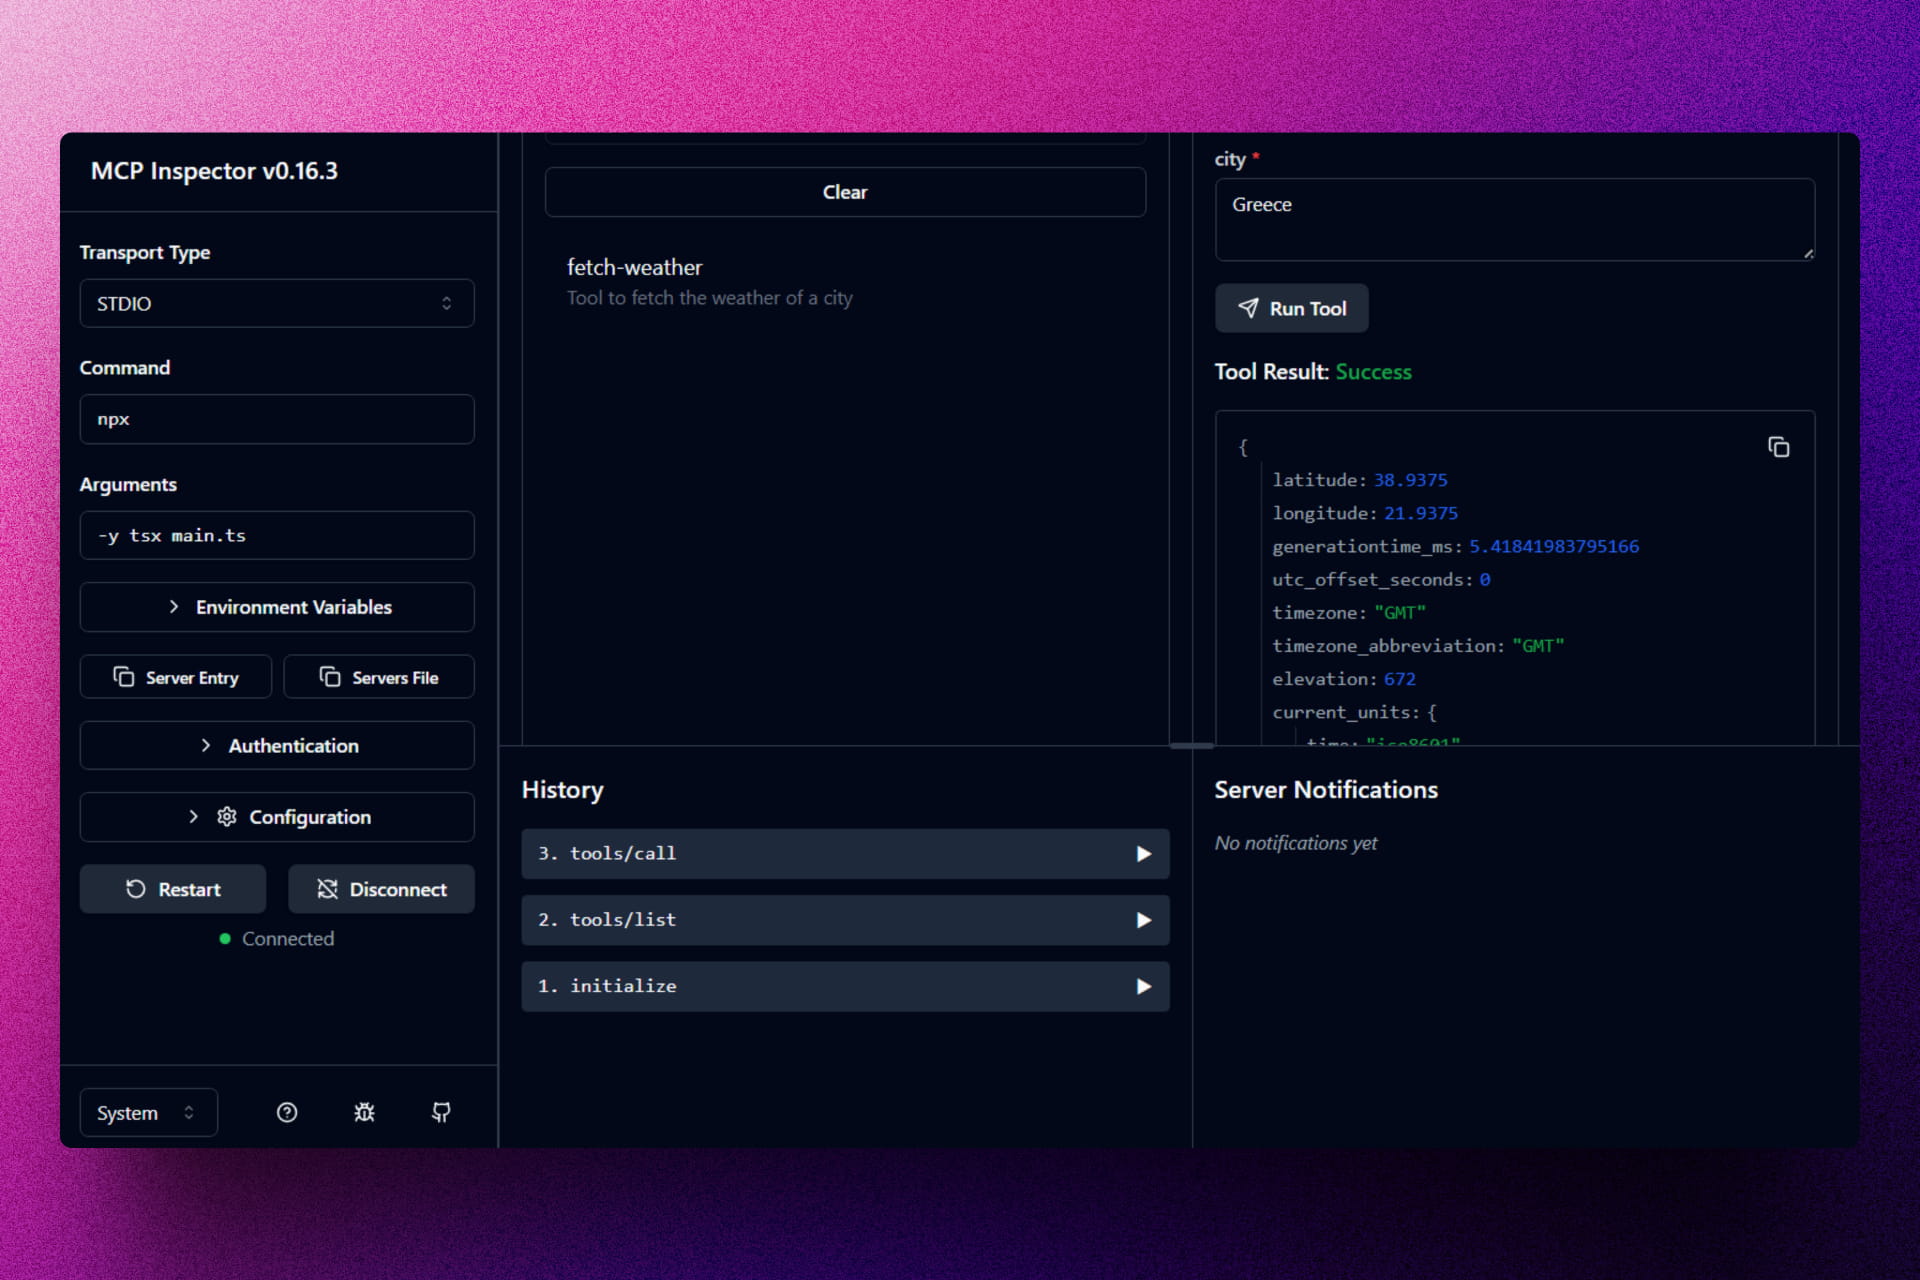 MCP Inspector v0.16.3
Transport Type
STDIO
Command
npx
Arguments
-y tsx main.ts
Environment Variables
Server Entry
Servers File
Authentication
Configuration
Restart
Disconnect
Connected
System
Clear
fetch-weather
Tool to fetch the weather of a city
city *
Greece
Run Tool
Tool Result: Success
{
latitude: 38.9375
longitude: 21.9375
generationtime_ms: 5.41841983795166
utc_offset_seconds: 0
timezone: "GMT"
timezone_abbreviation: "GMT"
elevation: 672
current_units: {
time: "iso8601"
History
3. tools/call
2. tools/list
1. initialize
Server Notifications
No notifications yet